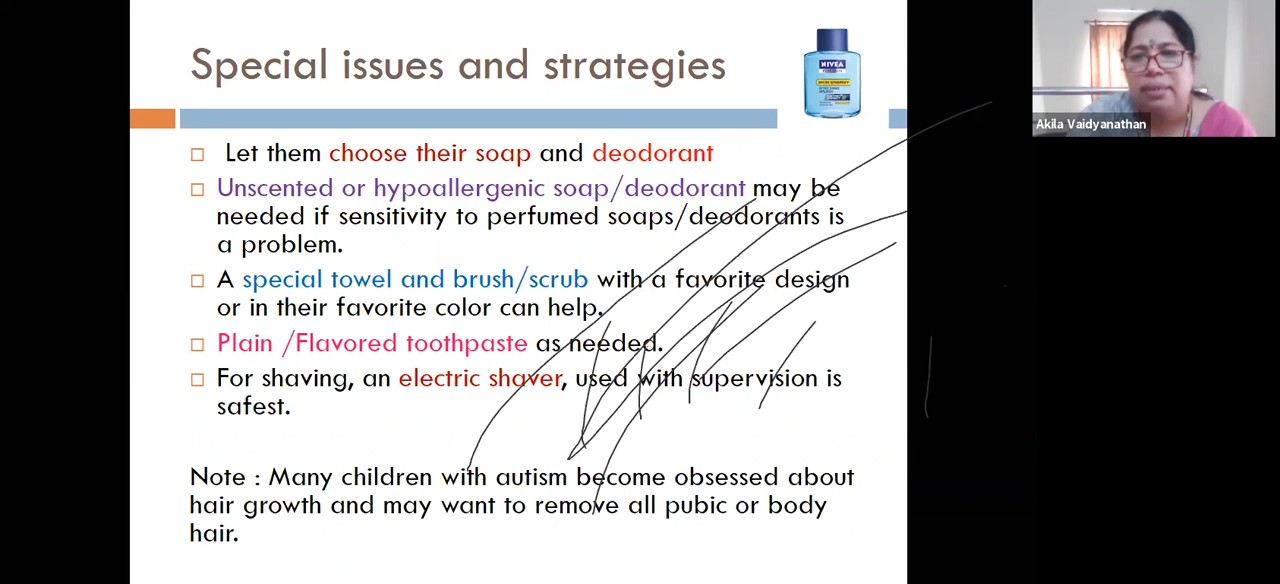 Special issues and strategies
NIVEA
Akila Vaidyanathan
Let them choose their soap and deodorant
Unscented or hypoallergenic soap/deodorant may be
needed if sensitivity to perfumed soaps/deodorants is
a problem.
A special towel and brush/scrub with a favorite design
or in their favorite color can help.
Plain /Flavored toothpaste as needed.
For shaving, an electric shaver, used with supervision is
safest.
Note : Many children with autism become obsessed about
hair growth and may want to remove all pubic or body
hair.